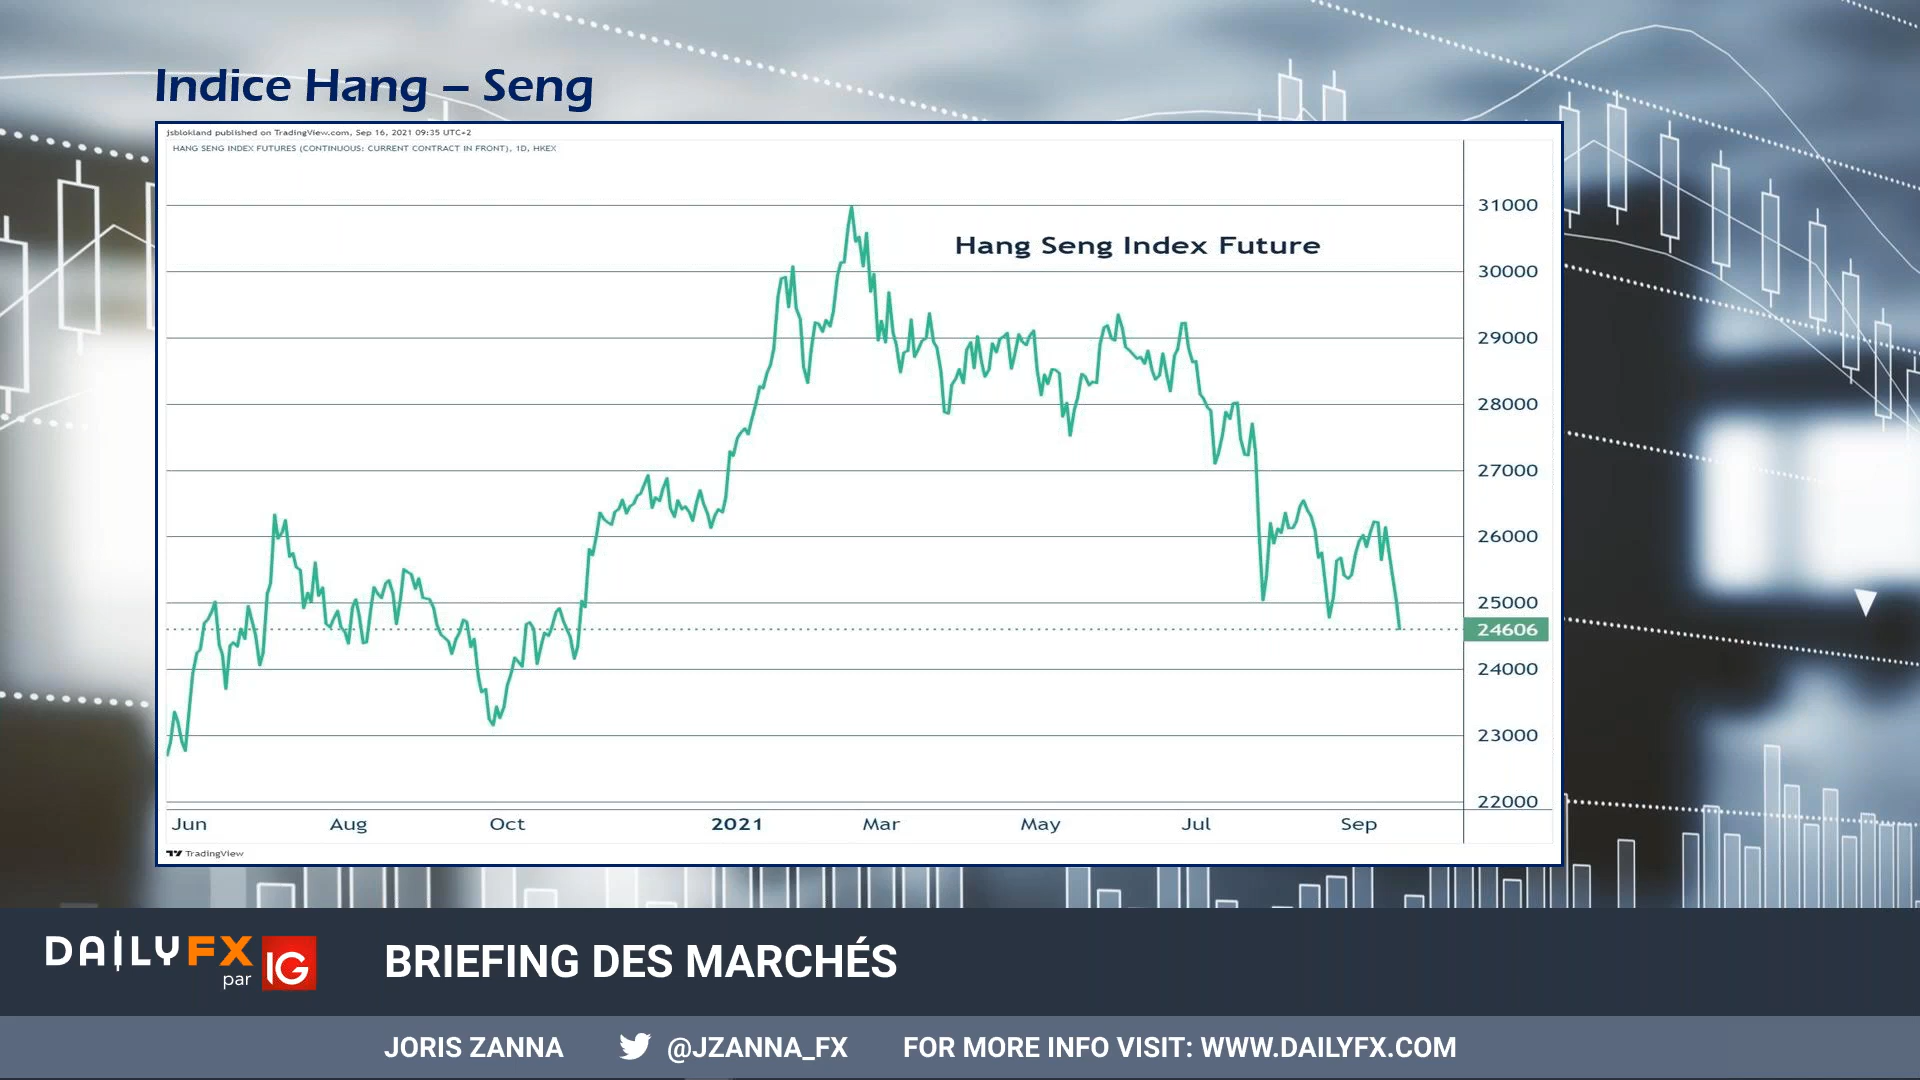 Indice Hang – Seng
jsblokland published on TradingView.com, Sep 16, 2021 09:35 UTC+2
HANG SENG INDEX FUTURES (CONTINUOUS: CURRENT CONTRACT IN FRONT), 1D, HKEX
Hang Seng Index Future
31000
30000
29000
28000
27000
26000
25000
24606
24000
23000
22000
Jun Aug Oct 2021 Mar May Jul Sep
TradingView
DAILYFX
par IG
BRIEFING DES MARCHÉS
JORIS ZANNA @JZANNA_FX FOR MORE INFO VISIT: WWW.DAILYFX.COM